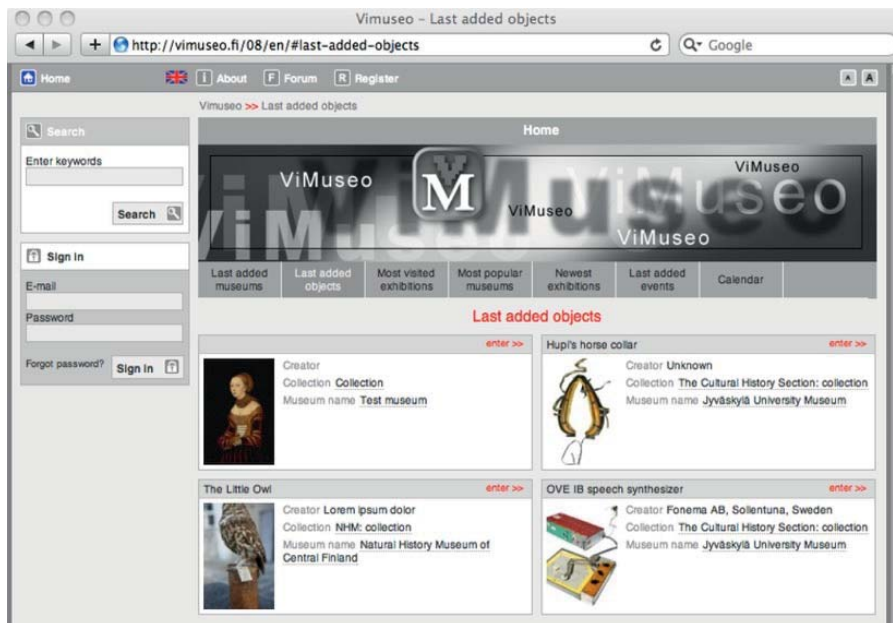 Vimuseo – Last added objects
http://vimuseo.fi/08/en/#last-added-objects
Google
Home
i About F Forum R Register
A A
Vimuseo >> Last added objects
Search
Enter keywords
Search
Sign in
E-mail
Password
Forgot password? Sign in
Home
ViMuseo
ViMuseo
ViMuseo
ViMuseo
ViMuseo
ViMuseo
ViMuseo
M
Last added museums
Last added objects
Most visited exhibitions
Most popular museums
Newest exhibitions
Last added events
Calendar
Last added objects
enter >>
Creator
Collection Collection
Museum name Test museum
Hupi's horse collar enter >>
Creator Unknown
Collection The Cultural History Section: collection
Museum name Jyväskylä University Museum
The Little Owl enter >>
Creator Lorem ipsum dolor
Collection NHM: collection
Museum name Natural History Museum of
Central Finland
OVE IB speech synthesizer enter >>
Creator Fonema AB, Sollentuna, Sweden
Collection The Cultural History Section: collection
Museum name Jyväskylä University Museum